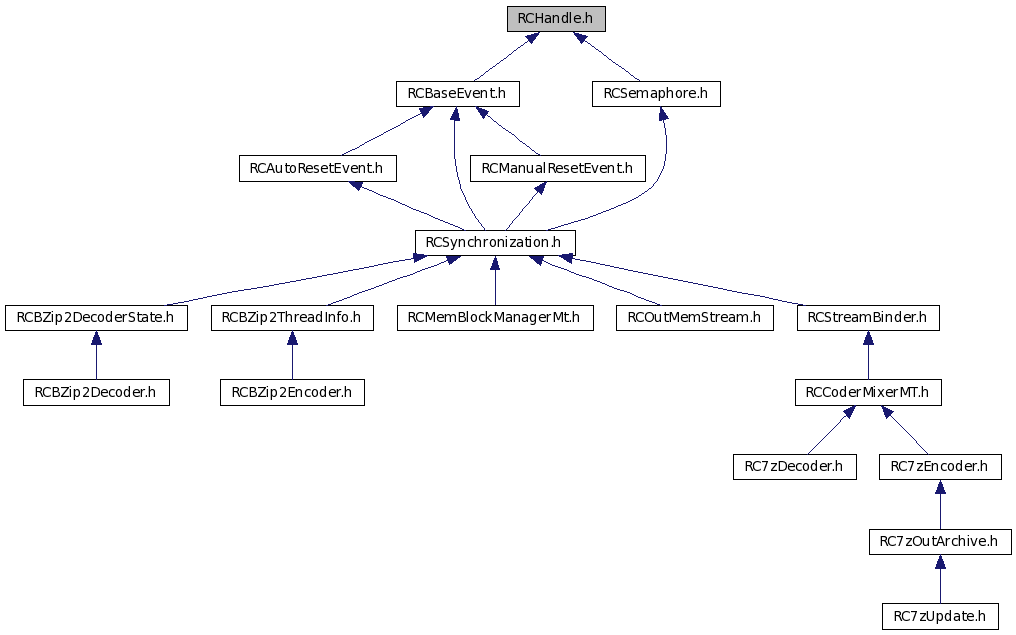 RCHandle.h
RCBaseEvent.h
RCSemaphore.h
RCAutoResetEvent.h
RCManualResetEvent.h
RCSynchronization.h
RCBZip2DecoderState.h
RCBZip2ThreadInfo.h
RCMemBlockManagerMt.h
RCOutMemStream.h
RCStreamBinder.h
RCBZip2Decoder.h
RCBZip2Encoder.h
RCCoderMixerMT.h
RC7zDecoder.h
RC7zEncoder.h
RC7zOutArchive.h
RC7zUpdate.h